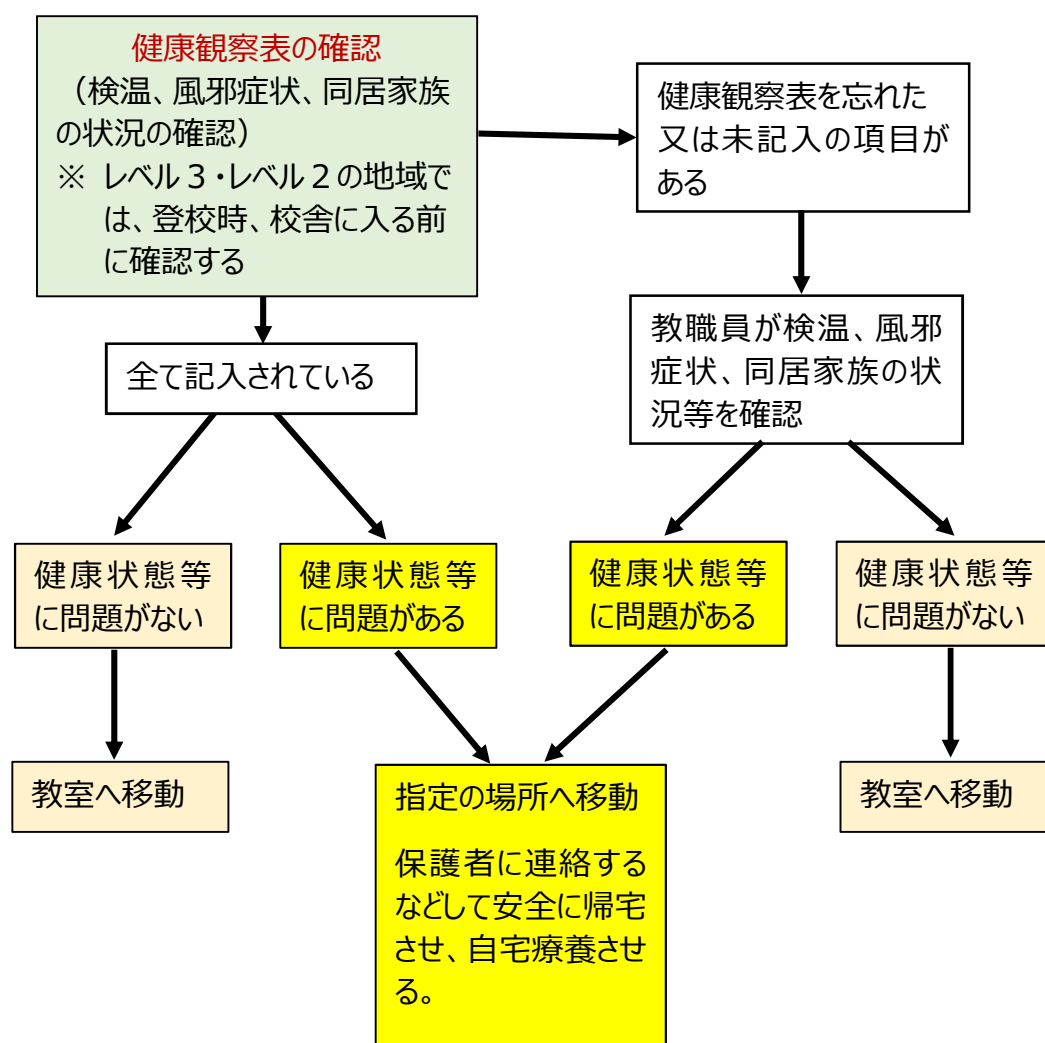 健康観察表の確認
（検温、風邪症状、同居家族
の状況の確認）
※ レベル３・レベル２の地域で
は、登校時、校舎に入る前
に確認する
健康観察表を忘れた
又は未記入の項目が
ある
全て記入されている
教職員が検温、風邪
症状、同居家族の状
況等を確認
健康状態等
に問題がない
健康状態等
に問題がある
健康状態等
に問題がある
健康状態等
に問題がない
教室へ移動
指定の場所へ移動
保護者に連絡する
などして安全に帰宅
させ、自宅療養させ
る。
教室へ移動